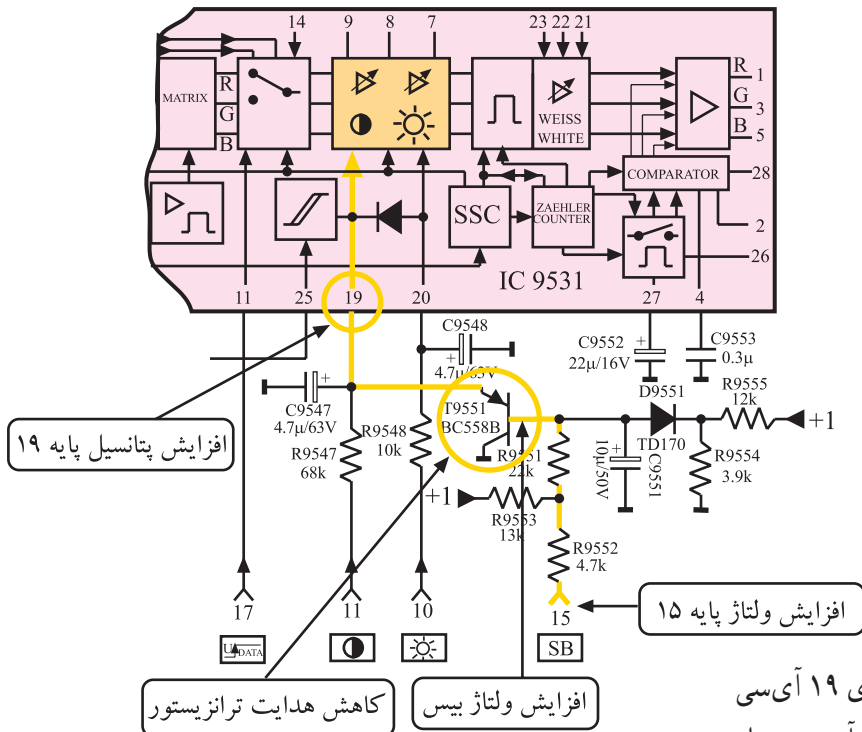 14 9 8 7 23 22 21
MATRIX
R
G
B
WEISS
WHITE
R 1
G 3
B 5
COMPARATOR
28
SSC
ZAEHLER
COUNTER
2
26
IC 9531
11 25 19 20 27 4
C9548
4.7µ/63V
C9552
22µ/16V
C9553
0.3µ
C9547
4.7µ/63V
T9551
BC558B
D9551
TD170
R9555
12k
+1
افزایش پتانسیل پایه ۱۹
R9547
68k
R9548
10k
R9551
22k
10µ/50V
C9551
R9554
3.9k
+1
R9553
13k
R9552
4.7k
17 11 10 15
افزایش ولتاژ پایه ۱۵
UDATA
SB
کاهش هدایت ترانزیستور
افزایش ولتاژ بیس
ی ۱۹ آی‌سی